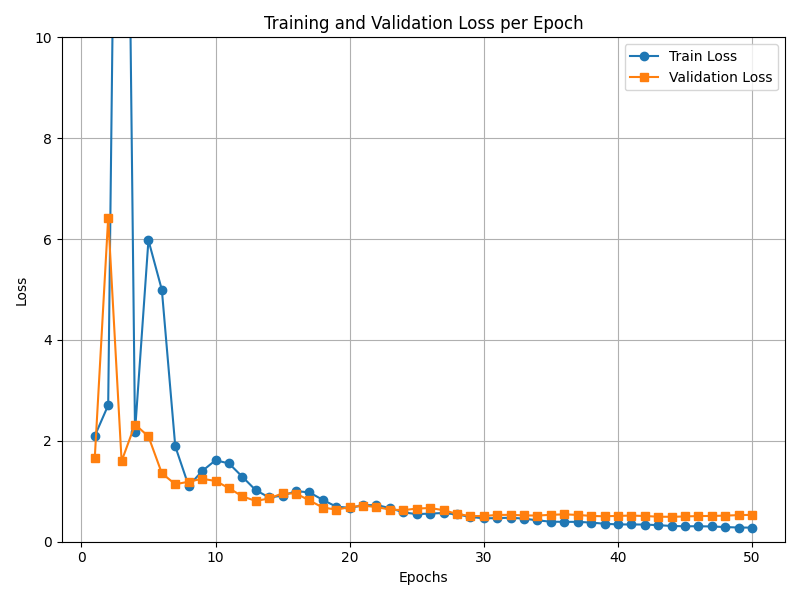 Training and Validation Loss per Epoch
Train Loss
Validation Loss
Loss
10
8
6
4
2
0
0 10 20 30 40 50
Epochs